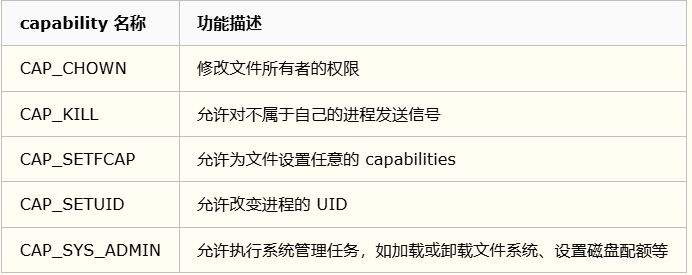 capability 名称 功能描述
CAP_CHOWN 修改文件所有者的权限
CAP_KILL 允许对不属于自己的进程发送信号
CAP_SETFCAP 允许为文件设置任意的 capabilities
CAP_SETUID 允许改变进程的 UID
CAP_SYS_ADMIN 允许执行系统管理任务，如加载或卸载文件系统、设置磁盘配额等